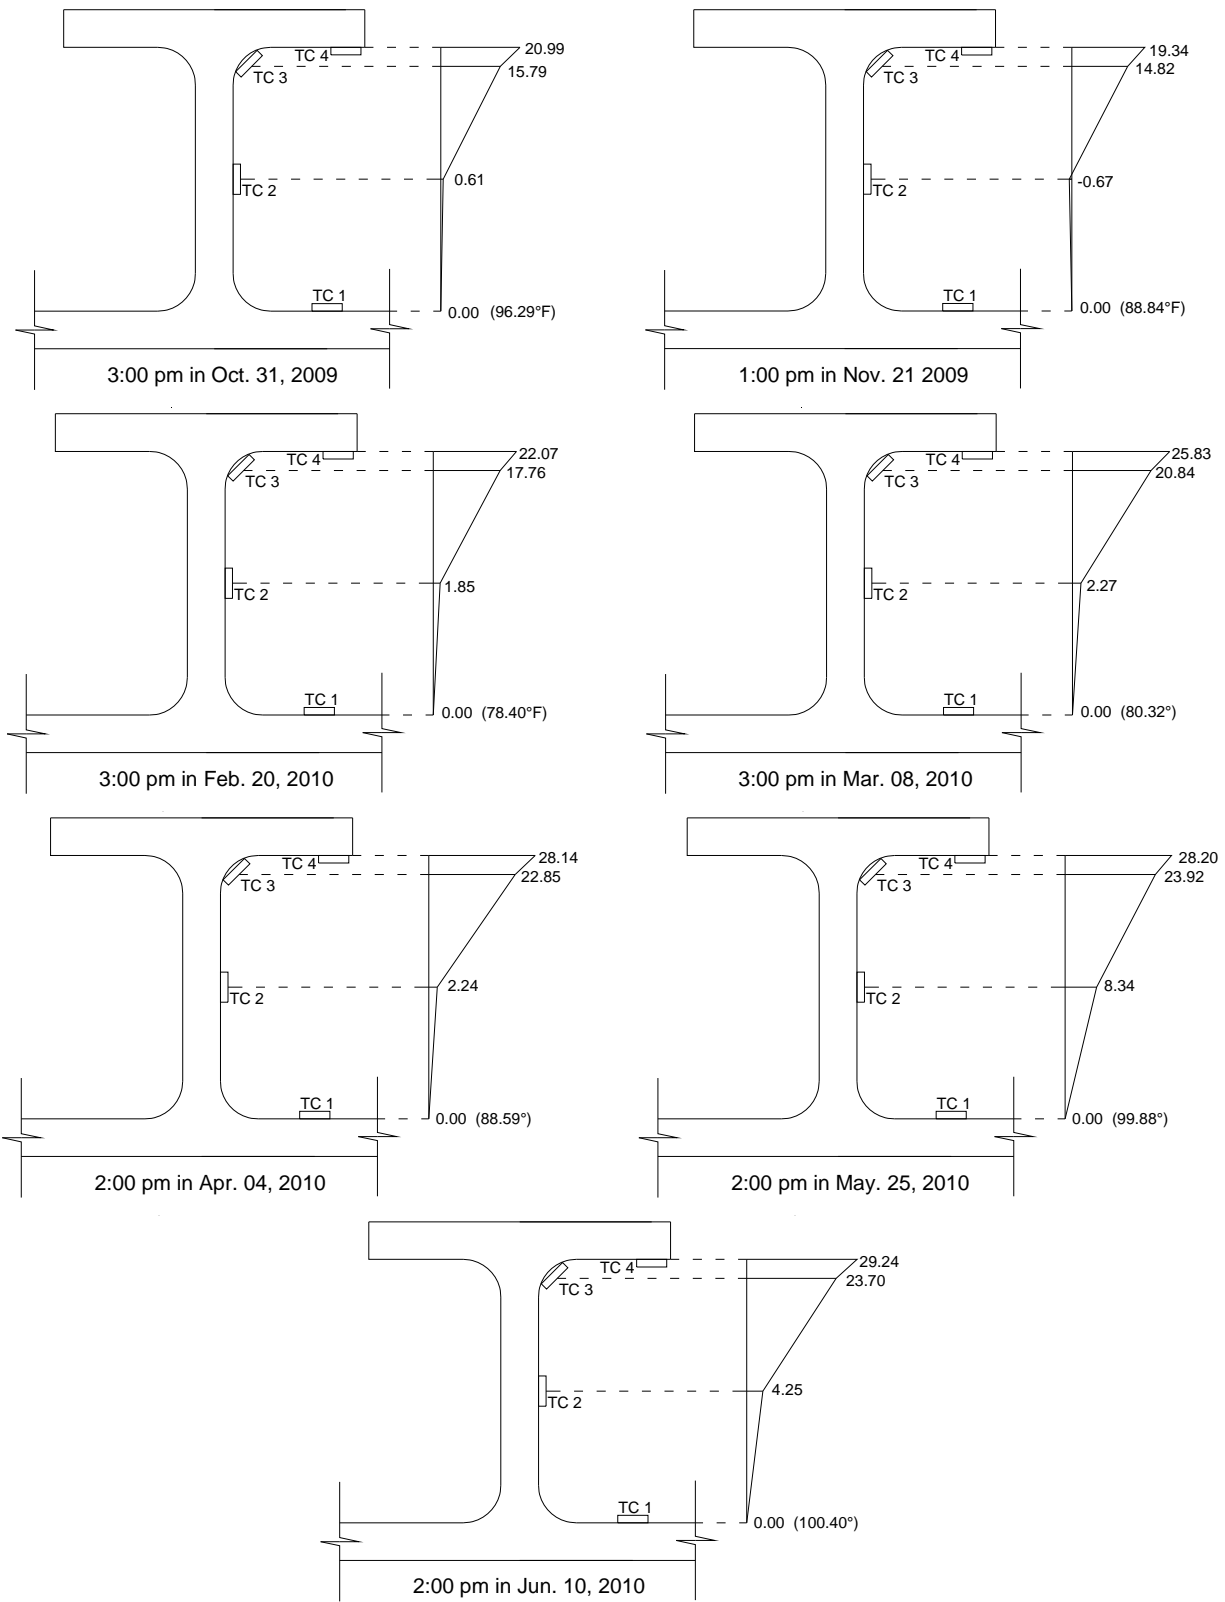 TC 4
20.99
TC 3
15.79
0.61
TC 2
TC 1
0.00 (96.29°F)
3:00 pm in Oct. 31, 2009
TC 4
19.34
TC 3
14.82
-0.67
TC 2
TC 1
0.00 (88.84°F)
1:00 pm in Nov. 21 2009
TC 4
22.07
TC 3
17.76
1.85
TC 2
TC 1
0.00 (78.40°F)
3:00 pm in Feb. 20, 2010
TC 4
25.83
TC 3
20.84
2.27
TC 2
TC 1
0.00 (80.32°)
3:00 pm in Mar. 08, 2010
TC 4
28.14
TC 3
22.85
2.24
TC 2
TC 1
0.00 (88.59°)
2:00 pm in Apr. 04, 2010
TC 4
28.20
TC 3
23.92
8.34
TC 2
TC 1
0.00 (99.88°)
2:00 pm in May. 25, 2010
TC 4
29.24
TC 3
23.70
4.25
TC 2
TC 1
0.00 (100.40°)
2:00 pm in Jun. 10, 2010